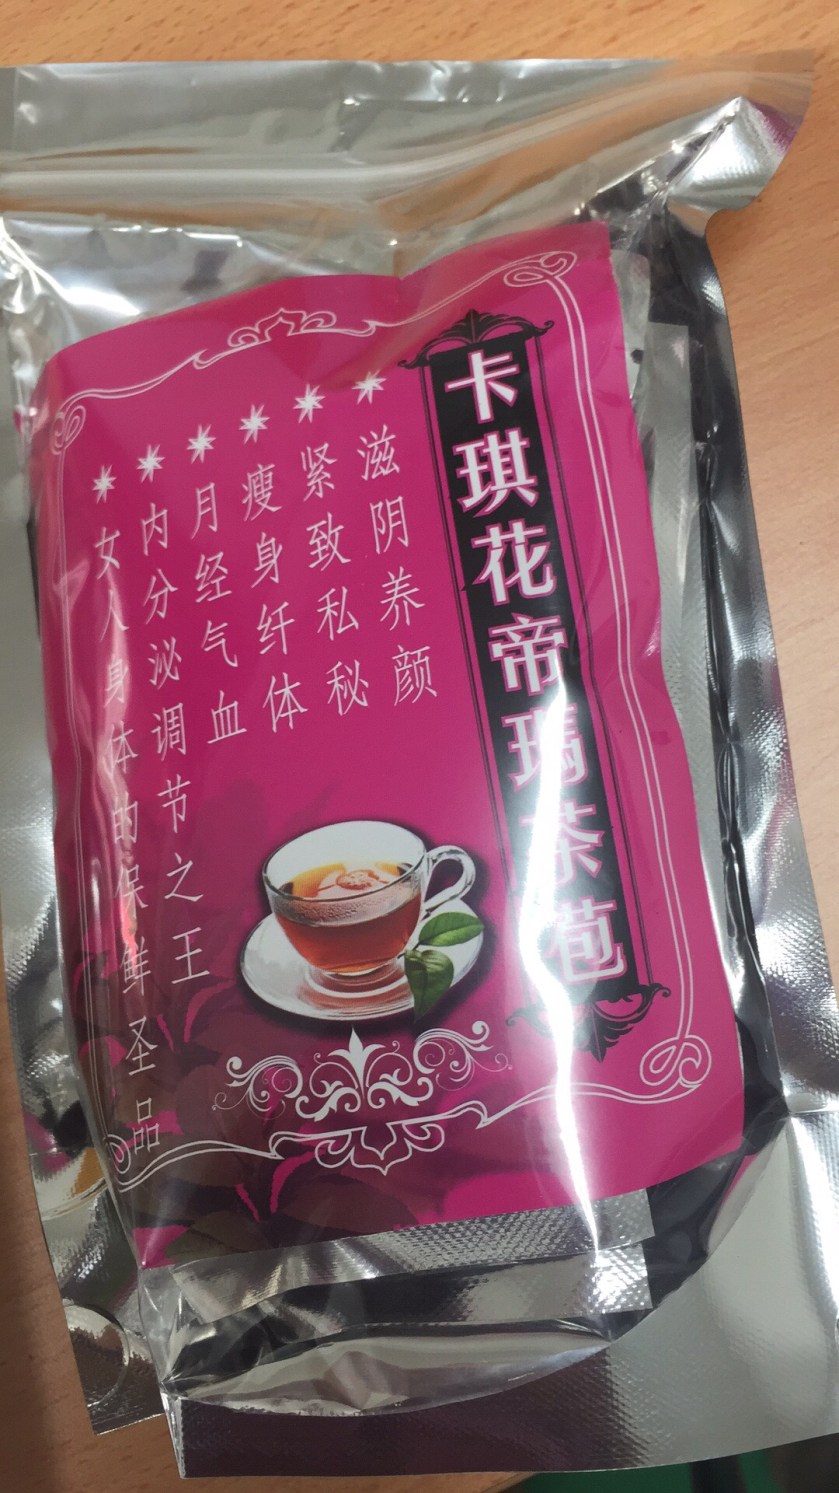 卡琪花帝瑪茶苞
滋阴养颜
紧致私秘
瘦身纤体
月经气血
内分泌调节之王
女人身体的保鲜圣品